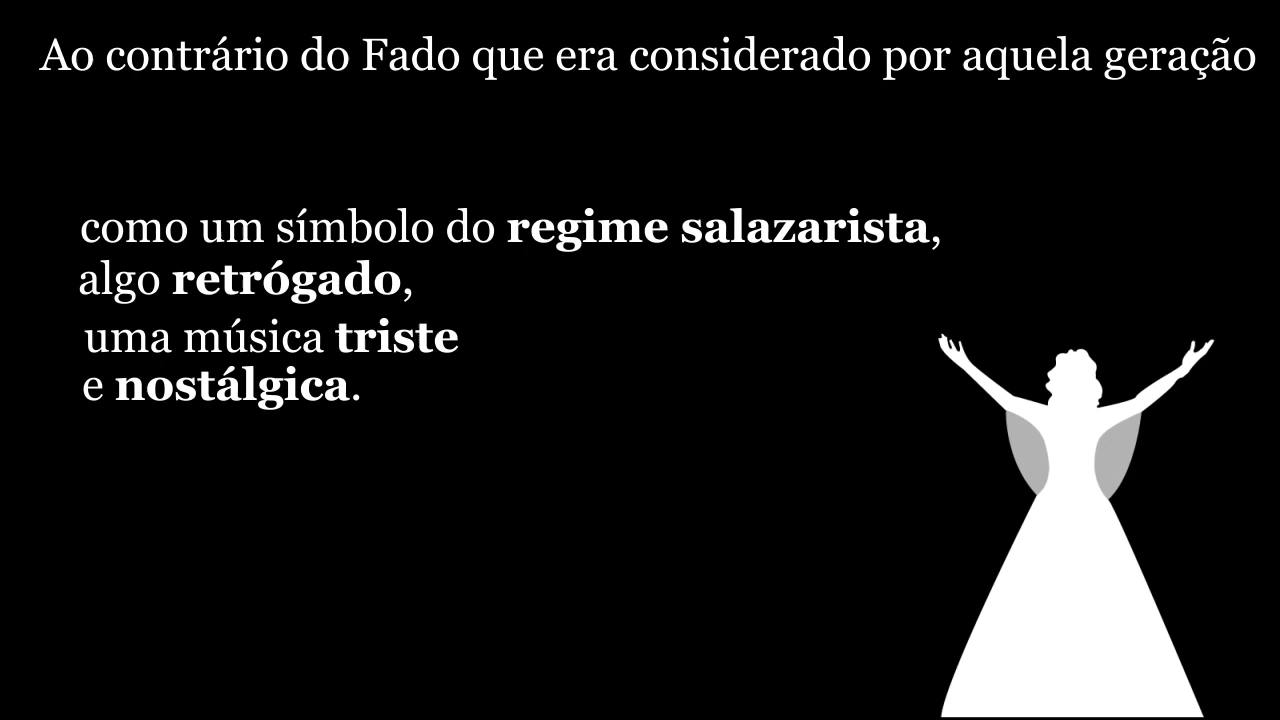 Ao contrário do Fado que era considerado por aquela geração
como um símbolo do regime salazarista,
algo retrógado,
uma música triste
e nostálgica.